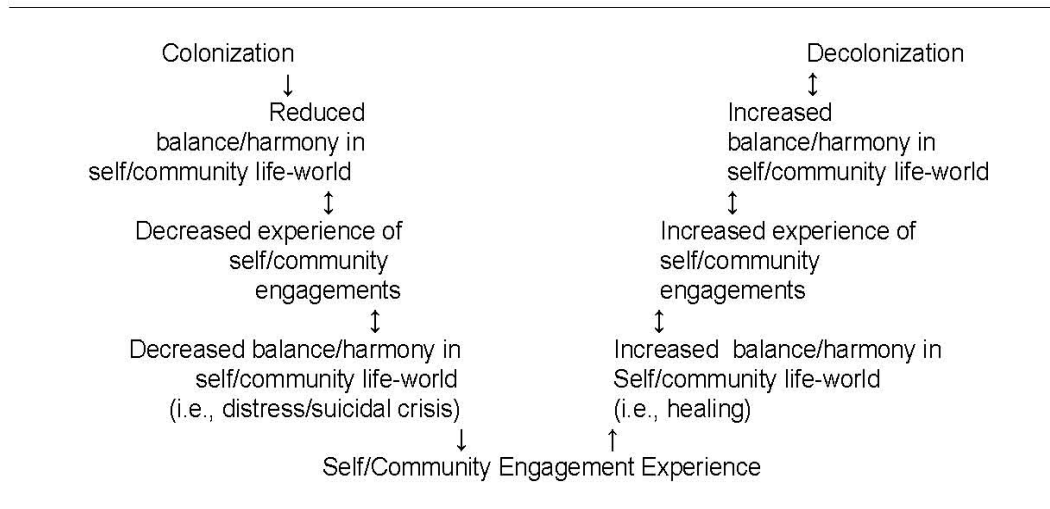 Colonization
↓
Reduced
balance/harmony in
self/community life-world
↕
Decreased experience of
self/community
engagements
↕
Decreased balance/harmony in
self/community life-world
(i.e., distress/suicidal crisis)
↓
Self/Community Engagement Experience
↑
Increased balance/harmony in
Self/community life-world
(i.e., healing)
↕
Increased experience of
self/community
engagements
↕
Increased
balance/harmony in
self/community life-world
↕
Decolonization